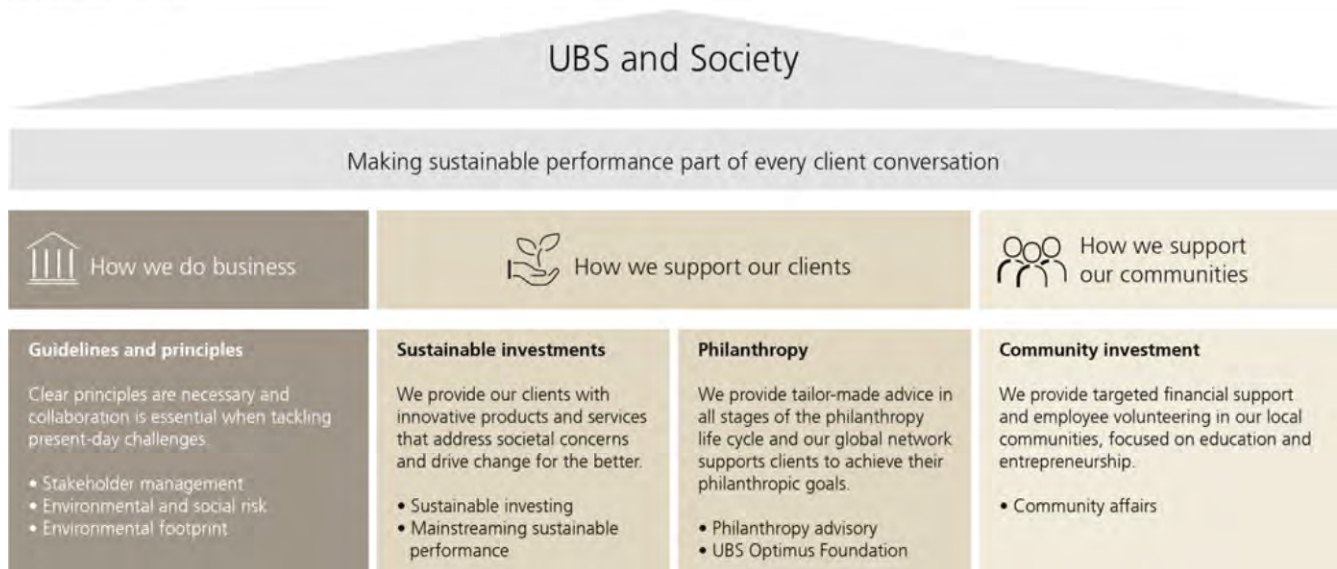 UBS and Society
Making sustainable performance part of every client conversation
How we do business
How we support our clients
How we support
our communities
Guidelines and principles
Clear principles are necessary and
collaboration is essential when tackling
present-day challenges.
• Stakeholder management
• Environmental and social risk
• Environmental footprint
Sustainable investments
We provide our clients with
innovative products and services
that address societal concerns
and drive change for the better.
• Sustainable investing
• Mainstreaming sustainable
performance
Philanthropy
We provide tailor-made advice in
all stages of the philanthropy
life cycle and our global network
supports clients to achieve their
philanthropic goals.
• Philanthropy advisory
• UBS Optimus Foundation
Community investment
We provide targeted financial support
and employee volunteering in our local
communities, focused on education and
entrepreneurship.
• Community affairs